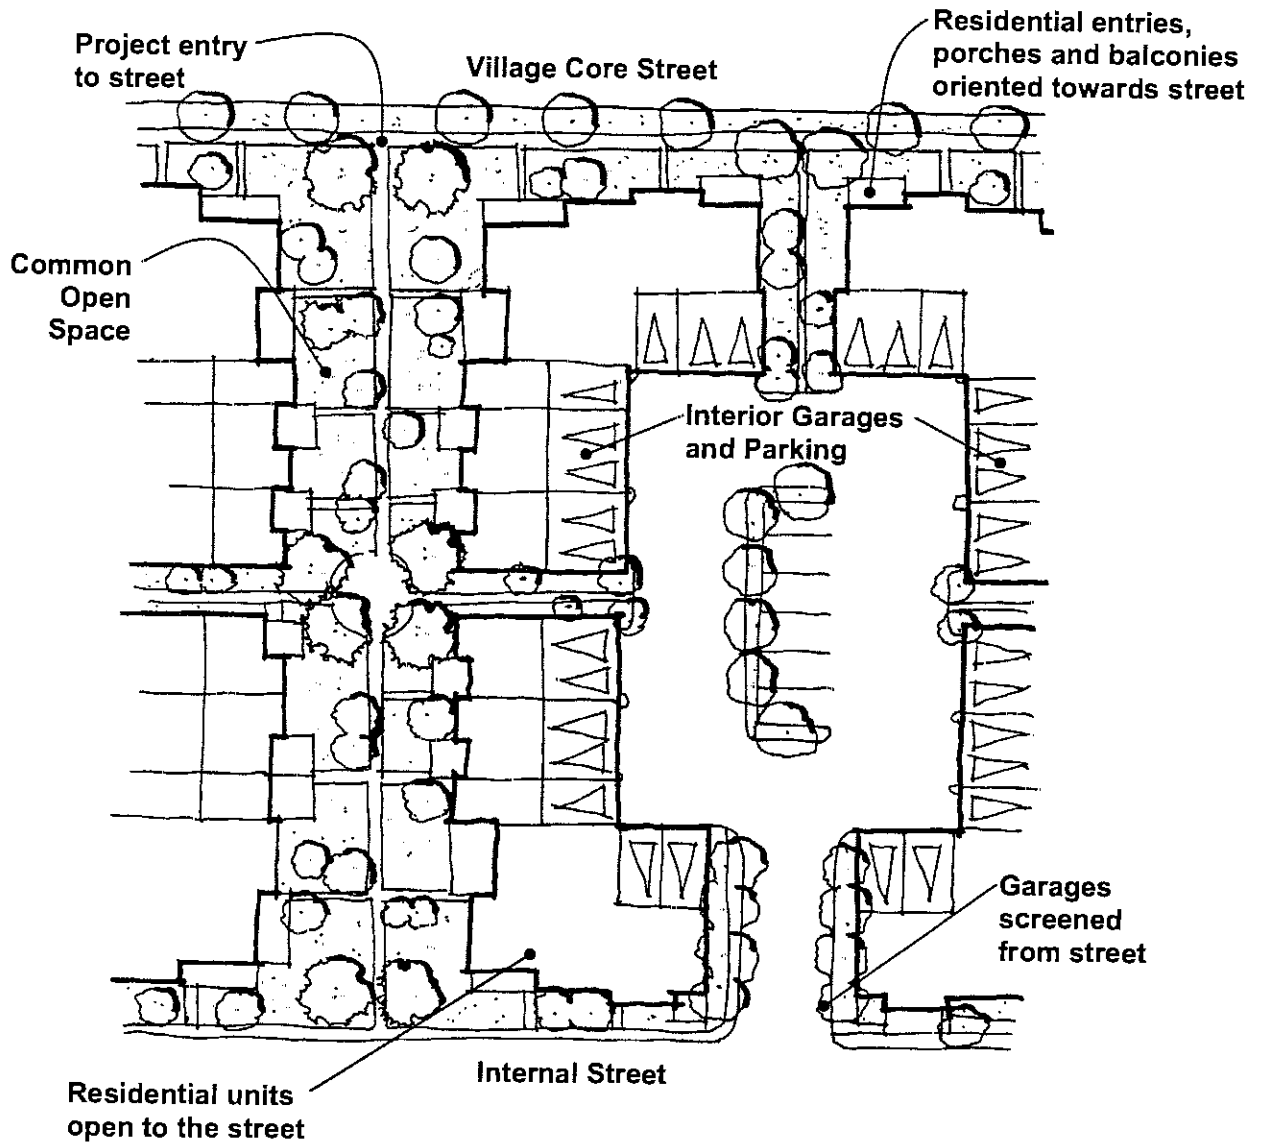 Project entry
to street
Village Core Street
Residential entries,
porches and balconies
oriented towards street
Common
Open
Space
Interior Garages
and Parking
Garages
screened
from street
Internal Street
Residential units
open to the street